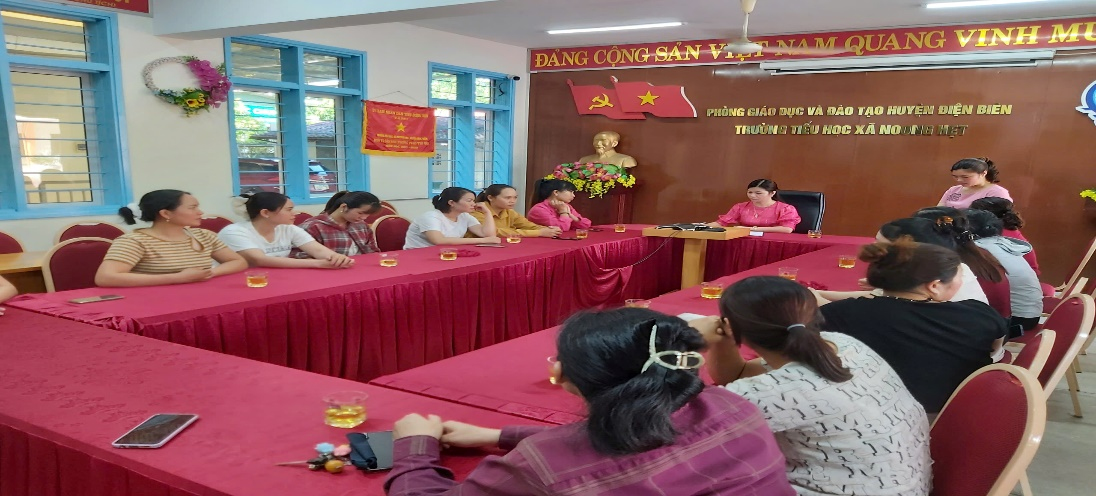 ĐẢNG CỘNG SẢN VIỆT NAM QUANG VINH MU
PHÒNG GIÁO DỤC VÀ ĐÀO TẠO HUYỆN ĐIỆN BIÊN
TRƯỜNG TIỂU HỌC XÃ NOONG HẸT